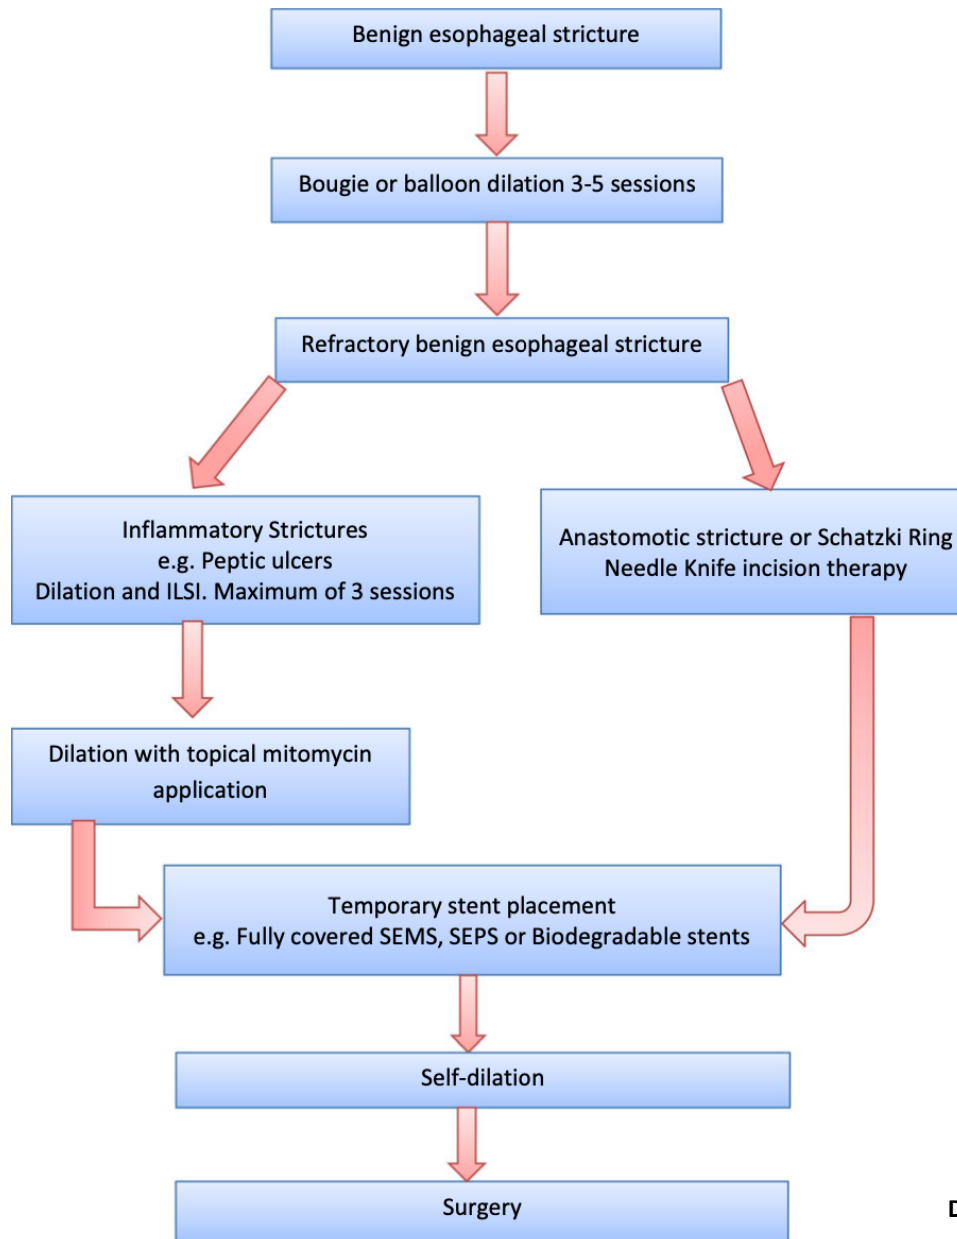 Benign esophageal stricture
Bougie or balloon dilation 3-5 sessions
Refractory benign esophageal stricture
Inflammatory Strictures
e.g. Peptic ulcers
Dilation and ILSI. Maximum of 3 sessions
Anastomotic stricture or Schatzki Ring
Needle Knife incision therapy
Dilation with topical mitomycin
application
Temporary stent placement
e.g. Fully covered SEMS, SEPS or Biodegradable stents
Self-dilation
Surgery
D